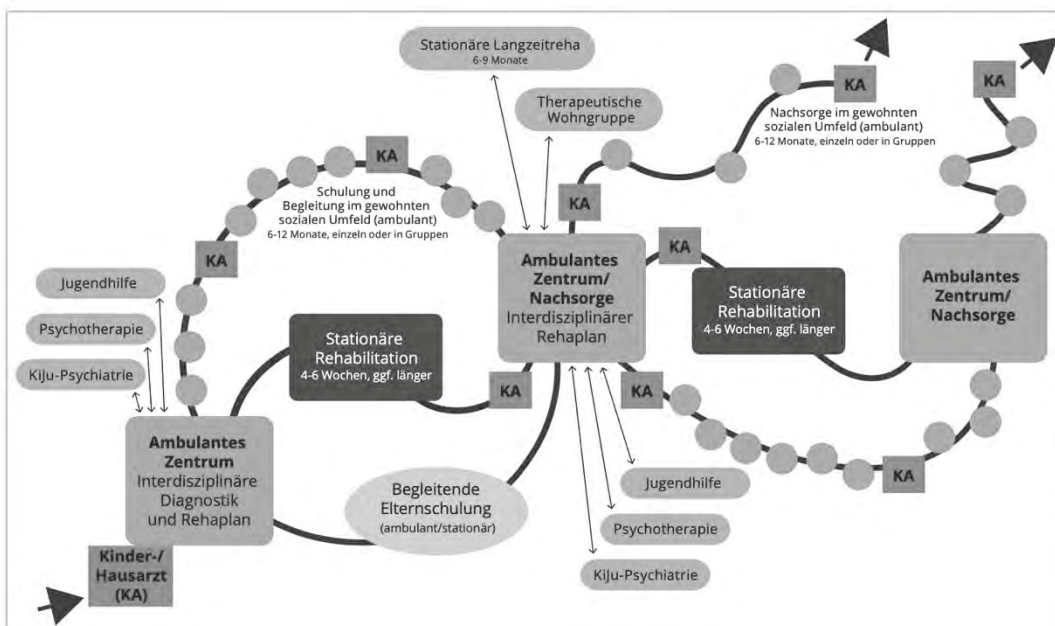 Stationäre Langzeitreha
6-9 Monate
Therapeutische
Wohngruppe
KA
Nachsorge im gewohnten
sozialen Umfeld (ambulant)
6-12 Monate, einzeln oder in Gruppen
KA
KA
Schulung und
Begleitung im gewohnten
sozialen Umfeld (ambulant)
6-12 Monate, einzeln oder in Gruppen
KA
KA
Jugendhilfe
Psychotherapie
KiJu-Psychiatrie
Ambulantes
Zentrum
Interdisziplinäre
Diagnostik
und Rehaplan
Kinder-/
Hausarzt
(KA)
Stationäre
Rehabilitation
4-6 Wochen, ggf. länger
KA
Begleitende
Elternschulung
(ambulant/stationär)
Ambulantes
Zentrum/
Nachsorge
Interdisziplinärer
Rehaplan
KA
Stationäre
Rehabilitation
4-6 Wochen, ggf. länger
Ambulantes
Zentrum/
Nachsorge
KA
KA
Jugendhilfe
Psychotherapie
KiJu-Psychiatrie